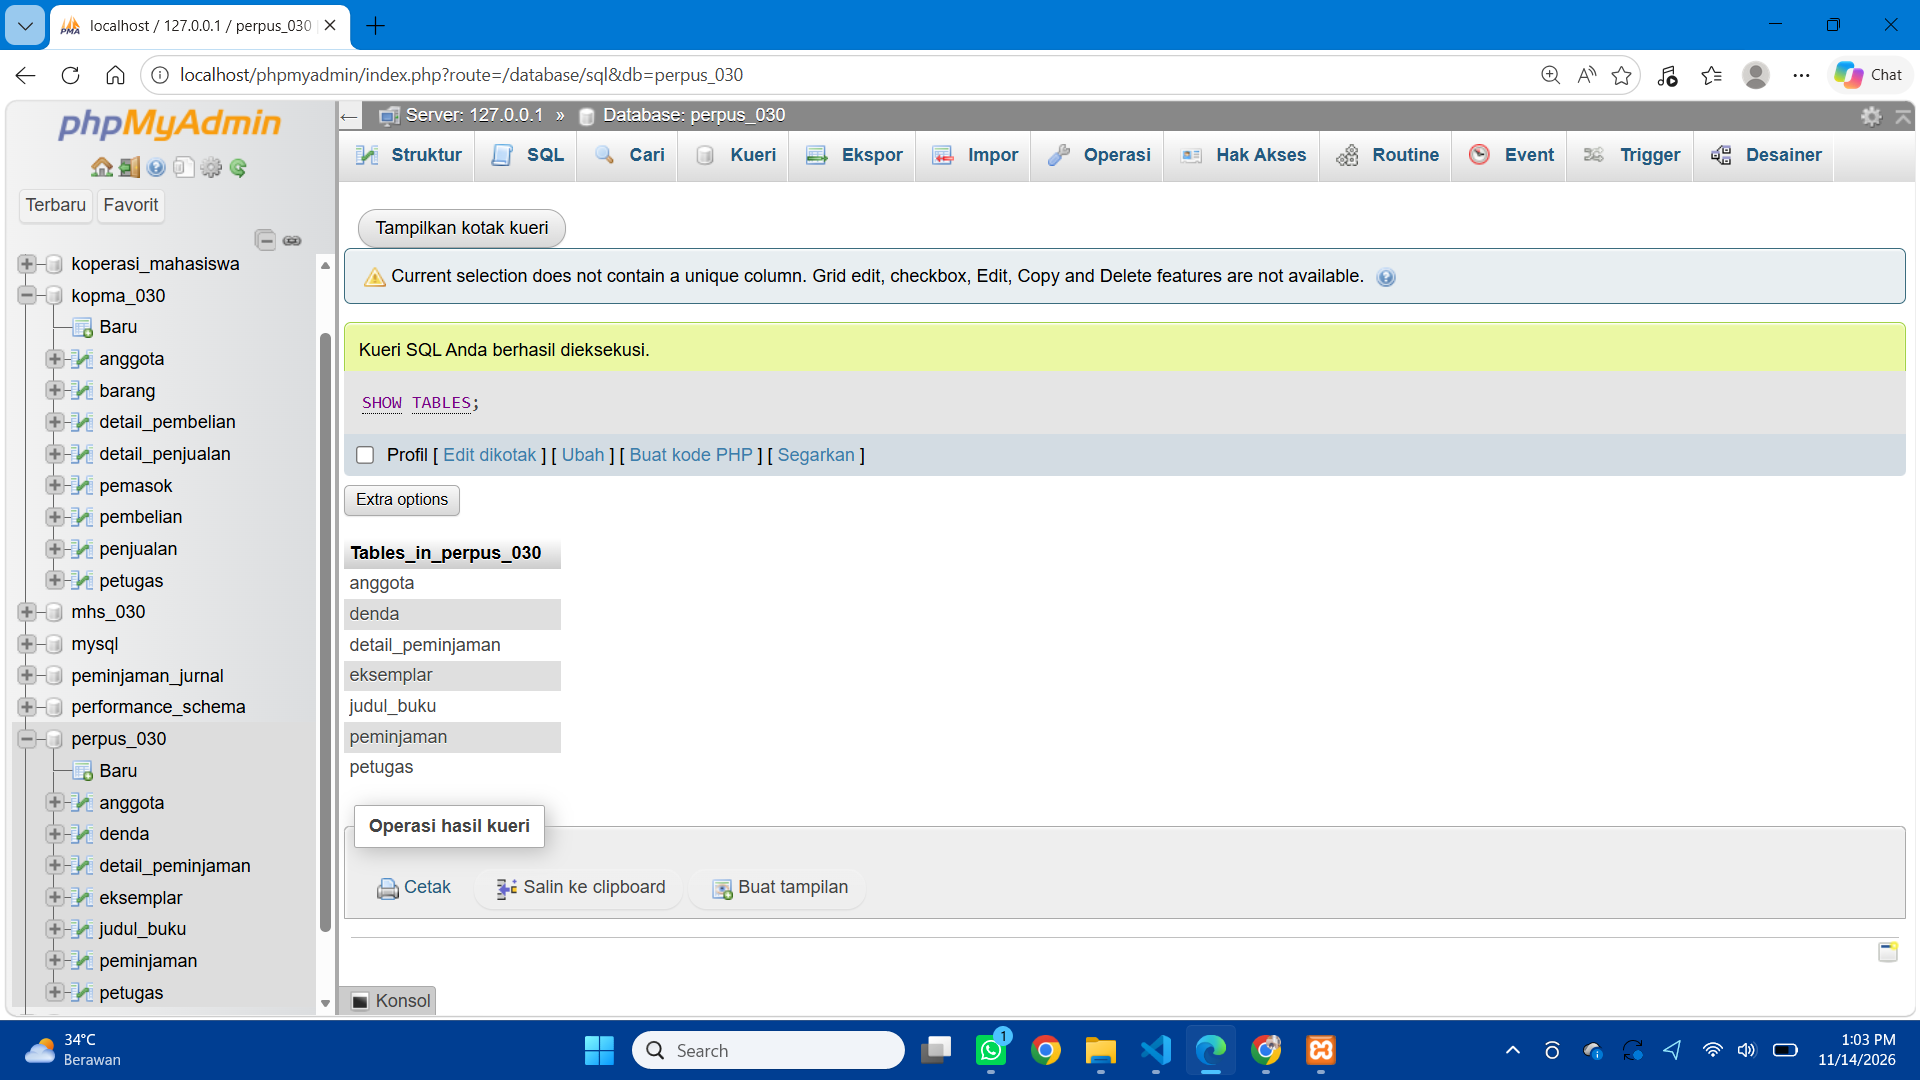 localhost / 127.0.0.1 / perpus_030
localhost/phpmyadmin/index.php?route=/database/sql&db=perpus_030
Chat
phpMyAdmin
Terbaru
Favorit
koperasi_mahasiswa
kopma_030
Baru
anggota
barang
detail_pembelian
detail_penjualan
pemasok
pembelian
penjualan
petugas
mhs_030
mysql
peminjaman_jurnal
performance_schema
perpus_030
Baru
anggota
denda
detail_peminjaman
eksemplar
judul_buku
peminjaman
petugas
Server: 127.0.0.1 » Database: perpus_030
Struktur SQL Cari Kueri Ekspor Impor Operasi Hak Akses Routine Event Trigger Desainer
Tampilkan kotak kueri
Current selection does not contain a unique column. Grid edit, checkbox, Edit, Copy and Delete features are not available.
Kueri SQL Anda berhasil dieksekusi.
SHOW TABLES;
Profil [ Edit dikotak ] [ Ubah ] [ Buat kode PHP ] [ Segarkan ]
Extra options
Tables_in_perpus_030
anggota
denda
detail_peminjaman
eksemplar
judul_buku
peminjaman
petugas
Operasi hasil kueri
Cetak Salin ke clipboard Buat tampilan
Konsol
34°C
Berawan
Search
1
1:03 PM
11/14/2026